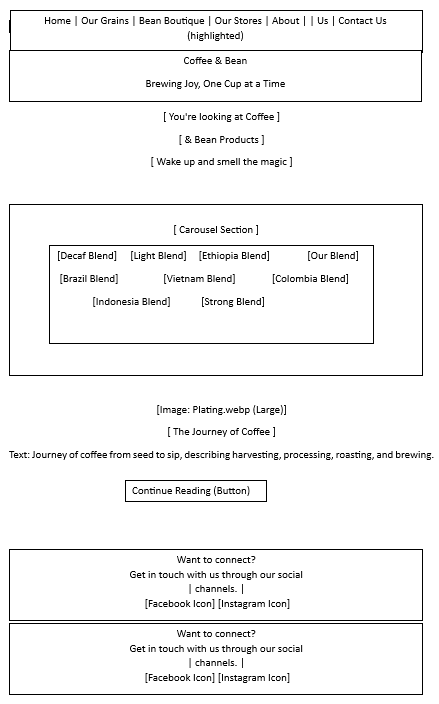 Home | Our Grains | Bean Boutique | Our Stores | About | | Us | Contact Us
(highlighted)
Coffee & Bean
Brewing Joy, One Cup at a Time
[ You're looking at Coffee ]
[ & Bean Products ]
[ Wake up and smell the magic ]
[ Carousel Section ]
[Decaf Blend] [Light Blend] [Ethiopia Blend] [Our Blend]
[Brazil Blend] [Vietnam Blend] [Colombia Blend]
[Indonesia Blend] [Strong Blend]
[Image: Plating.webp (Large)]
[ The Journey of Coffee ]
Text: Journey of coffee from seed to sip, describing harvesting, processing, roasting, and brewing.
Continue Reading (Button)
Want to connect?
Get in touch with us through our social
| channels. |
[Facebook Icon] [Instagram Icon]
Want to connect?
Get in touch with us through our social
| channels. |
[Facebook Icon] [Instagram Icon]